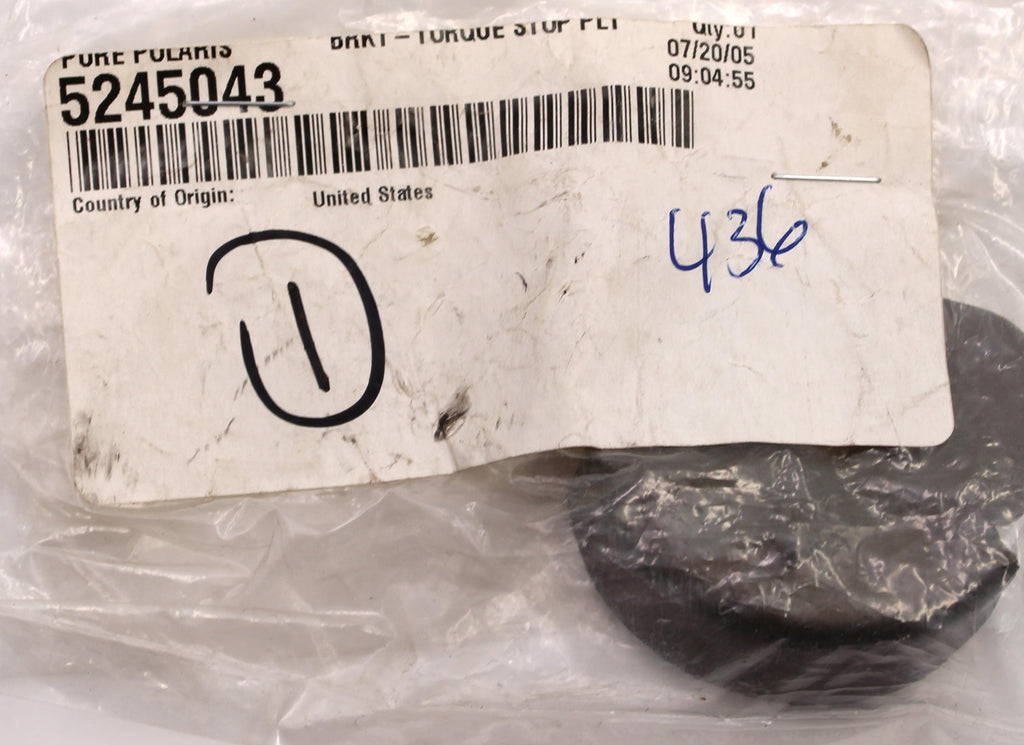 PURE POLARIS
BRKT – TORQUE STOP PLT
Qty:01
5245043
07/20/05
09:04:55
Country of Origin: United States
436
1